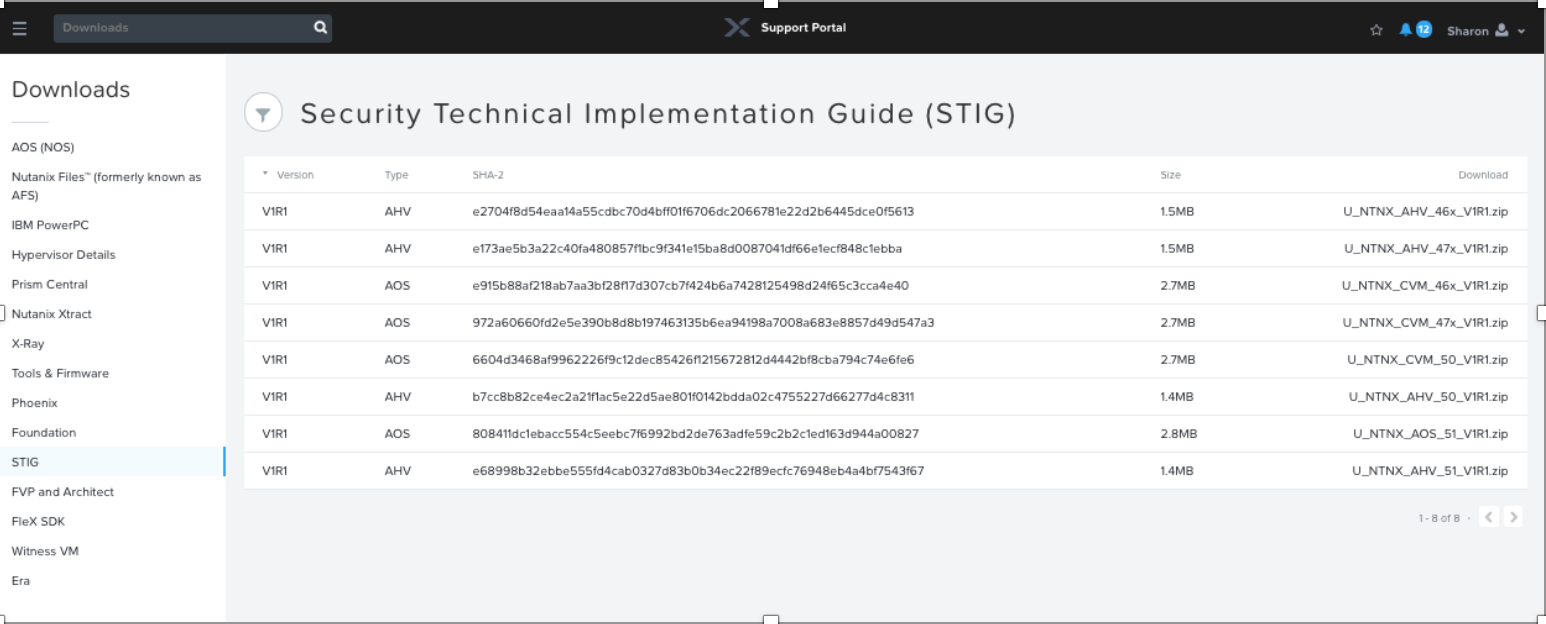 Downloads
Support Portal
12
Sharon
Downloads
AOS (NOS)
Nutanix Files™ (formerly known as
AFS)
IBM PowerPC
Hypervisor Details
Prism Central
Nutanix Xtract
X-Ray
Tools & Firmware
Phoenix
Foundation
STIG
FVP and Architect
FleX SDK
Witness VM
Era
Security Technical Implementation Guide (STIG)
Version Type SHA-2 Size Download
V1R1 AHV e2704f8d54eaa14a55cdbc70d4bff01f6706dc2066781e22d2b6445dce0f5613 1.5MB U_NTNX_AHV_46x_V1R1.zip
V1R1 AHV e173ae5b3a22c40fa480857f1bc9f341e15ba8d0087041df66e1ecf848c1ebba 1.5MB U_NTNX_AHV_47x_V1R1.zip
V1R1 AOS e915b88af218ab7aa3bf28f17d307cb7f424b6a7428125498d24f65c3cca4e40 2.7MB U_NTNX_CVM_46x_V1R1.zip
V1R1 AOS 972a60660fd2e5e390b8d8b197463135b6ea94198a7008a683e8857d49d547a3 2.7MB U_NTNX_CVM_47x_V1R1.zip
V1R1 AOS 6604d3468af9962226f9c12dec85426f1215672812d4442bf8cba794c74e6fe6 2.7MB U_NTNX_CVM_50_V1R1.zip
V1R1 AHV b7cc8b82ce4ec2a21f1ac5e22d5ae801f0142bdda02c4755227d66277d4c8311 1.4MB U_NTNX_AHV_50_V1R1.zip
V1R1 AOS 808411dc1ebacc554c5eebc7f6992bd2de763adfe59c2b2c1ed163d944a00827 2.8MB U_NTNX_AOS_51_V1R1.zip
V1R1 AHV e68998b32ebbe555fd4cab0327d83b0b34ec22f89ecfc76948eb4a4bf7543f67 1.4MB U_NTNX_AHV_51_V1R1.zip
1 - 8 of 8 -